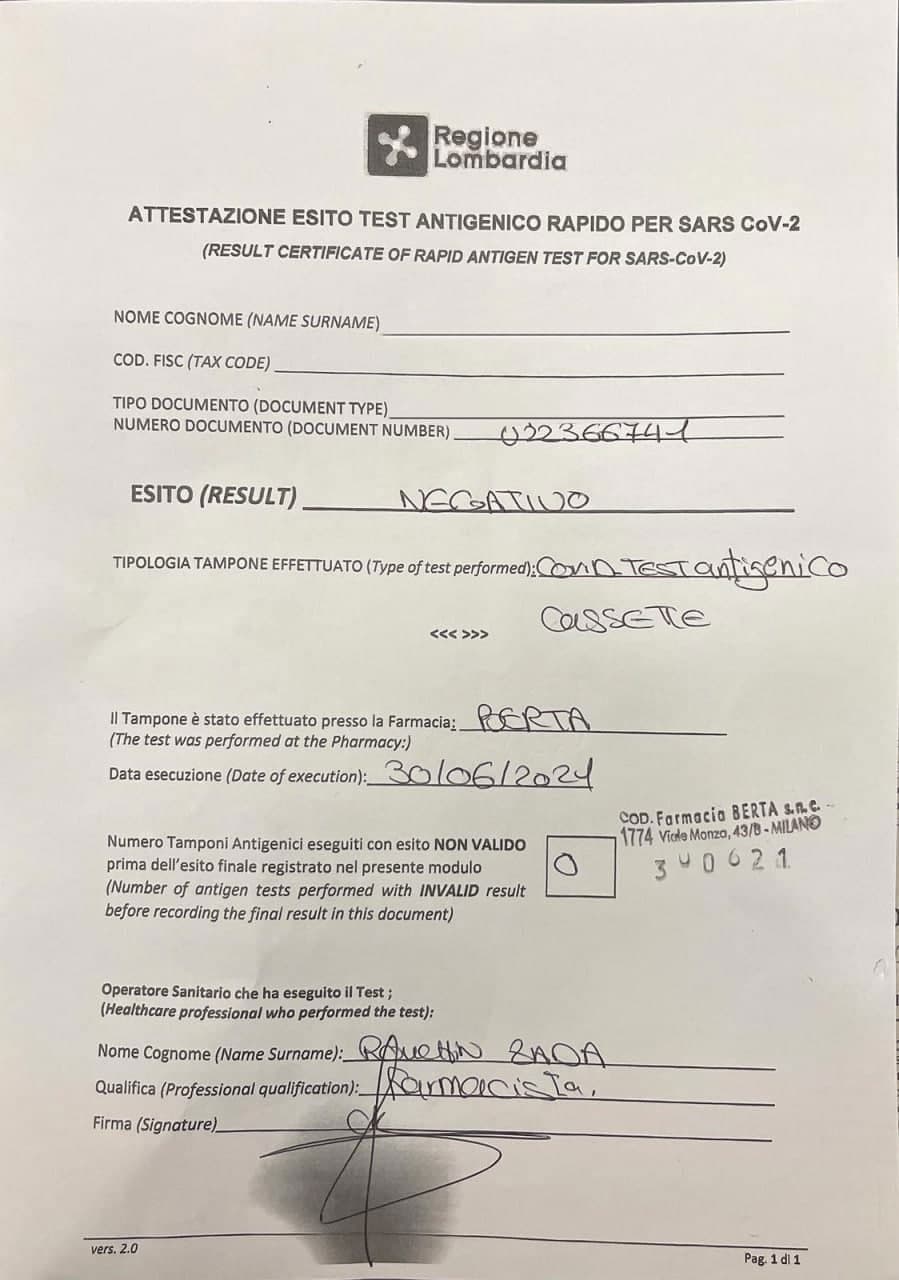 Regione
Lombardia
ATTESTAZIONE ESITO TEST ANTIGENICO RAPIDO PER SARS CoV-2
(RESULT CERTIFICATE OF RAPID ANTIGEN TEST FOR SARS-CoV-2)
NOME COGNOME (NAME SURNAME)
COD. FISC (TAX CODE)
TIPO DOCUMENTO (DOCUMENT TYPE)
NUMERO DOCUMENTO (DOCUMENT NUMBER) 022366741
ESITO (RESULT) NEGATIVO
TIPOLOGIA TAMPONE EFFETTUATO (Type of test performed): COVID TEST antigenico
CASSETTE
<<< >>>
Il Tampone è stato effettuato presso la Farmacia: BERTA
(The test was performed at the Pharmacy:)
Data esecuzione (Date of execution): 30/06/2021
COD. Farmacia BERTA s.n.c.
1774 Viale Monza, 43/B - MILANO
Numero Tamponi Antigenici eseguiti con esito NON VALIDO
prima dell'esito finale registrato nel presente modulo
(Number of antigen tests performed with INVALID result
before recording the final result in this document)
0
Operatore Sanitario che ha eseguito il Test ;
(Healthcare professional who performed the test):
Nome Cognome (Name Surname):
Qualifica (Professional qualification): Farmacista.
Firma (Signature)
vers. 2.0
Pag. 1 di 1